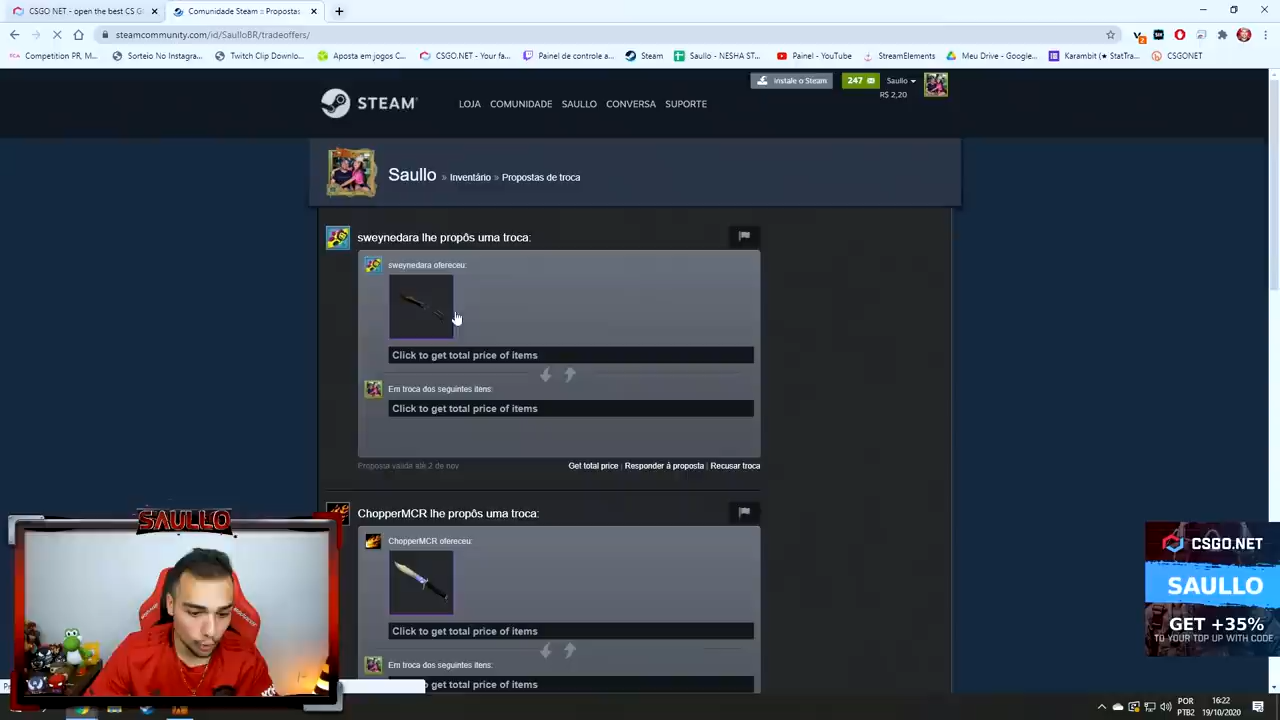 CSGO.NET - open the best CS G
Comunidade Steam :: Propostas
steamcommunity.com/id/SaulloBR/tradeoffers/
Competition PR, M...
Sorteio No Instagra...
Twitch Clip Downlo...
Aposta em jogos C...
CSGO.NET - Your fa...
Painel de controle a...
Steam
Saullo - NESHA ST...
Painel - YouTube
StreamElements
Meu Drive - Google...
Karambit (★ StatTra...
CSGONET
STEAM
LOJA COMUNIDADE SAULLO CONVERSA SUPORTE
Instale o Steam
247
Saullo
R$ 2,20
Saullo » Inventário » Propostas de troca
sweynedara lhe propôs uma troca:
sweynedara ofereceu:
Click to get total price of items
Em troca dos seguintes itens:
Click to get total price of items
Proposta válida até 2 de nov
Get total price | Responder à proposta | Recusar troca
ChopperMCR lhe propôs uma troca:
ChopperMCR ofereceu:
Click to get total price of items
Em troca dos seguintes itens:
Click to get total price of items
SAULLO
CSGO.NET
SAULLO
GET +35%
TO YOUR TOP UP WITH CODE
POR
PTB2
16:22
19/10/2020